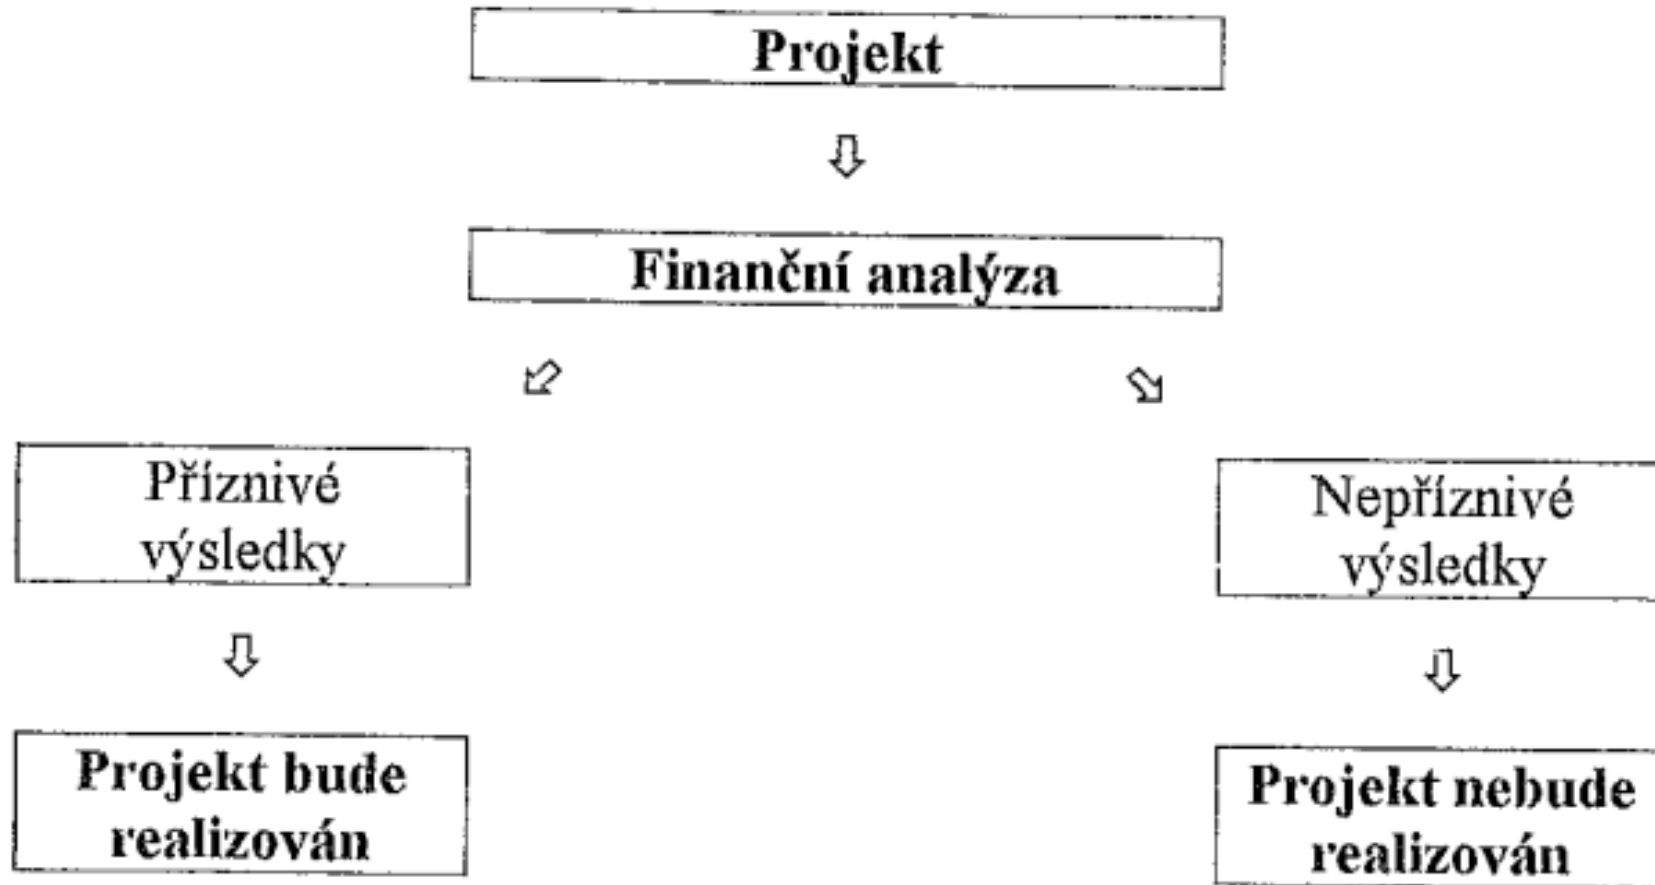 Projekt
Finanční analýza
Příznivé
výsledky
Nepříznivé
výsledky
Projekt bude
realizován
Projekt nebude
realizován